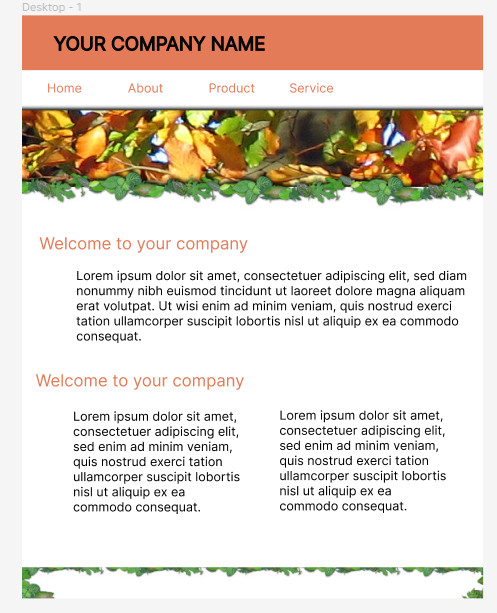 Desktop - 1
YOUR COMPANY NAME
Home About Product Service
Welcome to your company
Lorem ipsum dolor sit amet, consectetuer adipiscing elit, sed diam
nonummy nibh euismod tincidunt ut laoreet dolore magna aliquam
erat volutpat. Ut wisi enim ad minim veniam, quis nostrud exerci
tation ullamcorper suscipit lobortis nisl ut aliquip ex ea commodo
consequat.
Welcome to your company
Lorem ipsum dolor sit amet,
consectetuer adipiscing elit,
sed enim ad minim veniam,
quis nostrud exerci tation
ullamcorper suscipit lobortis
nisl ut aliquip ex ea
commodo consequat.
Lorem ipsum dolor sit amet,
consectetuer adipiscing elit,
sed enim ad minim veniam,
quis nostrud exerci tation
ullamcorper suscipit lobortis
nisl ut aliquip ex ea
commodo consequat.